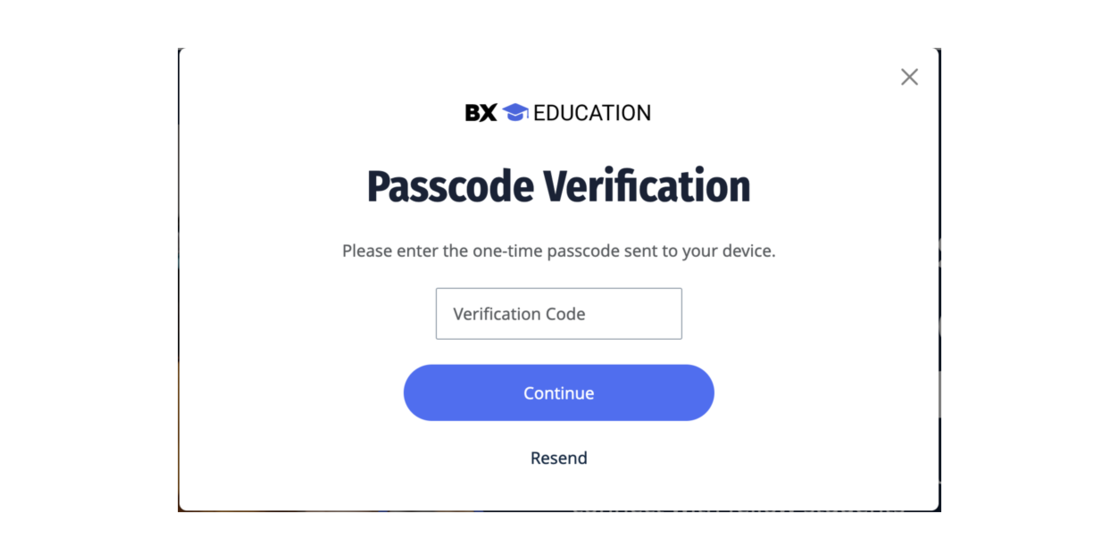 BX EDUCATION
Passcode Verification
Please enter the one-time passcode sent to your device.
Verification Code
Continue
Resend